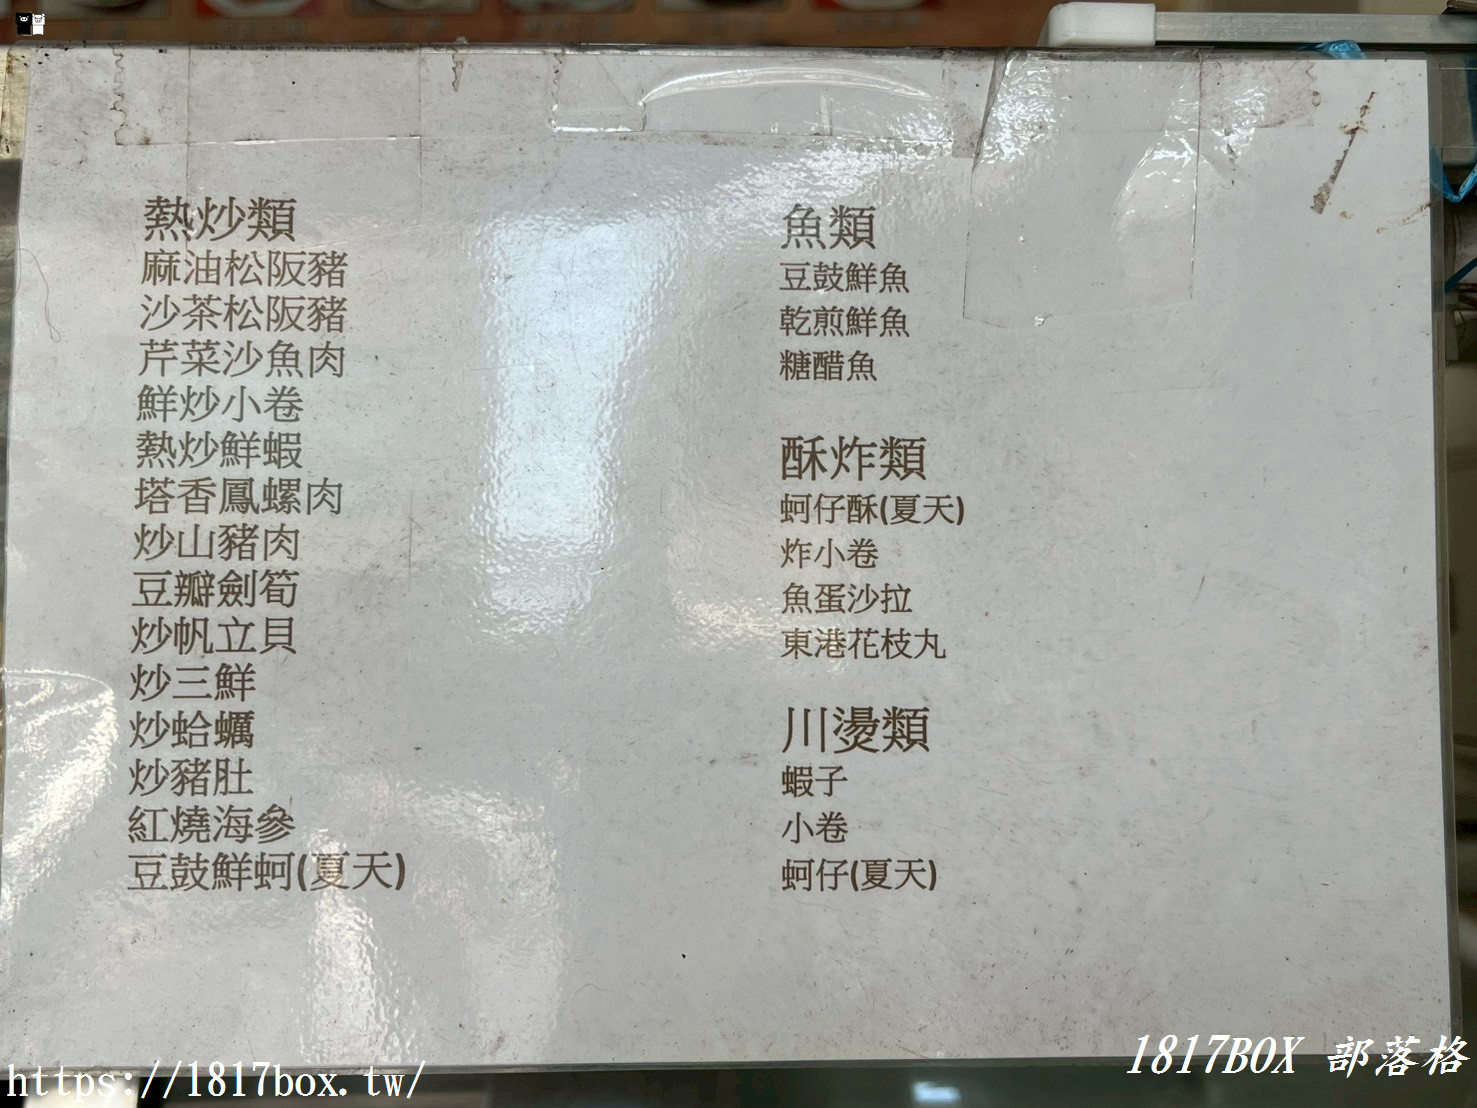 熱炒類
麻油松阪豬
沙茶松阪豬
芹菜沙魚肉
鮮炒小卷
熱炒鮮蝦
塔香鳳螺肉
炒山豬肉
豆瓣劍筍
炒帆立貝
炒三鮮
炒蛤蠣
炒豬肚
紅燒海參
豆鼓鮮蚵(夏天)
魚類
豆鼓鮮魚
乾煎鮮魚
糖醋魚
酥炸類
蚵仔酥(夏天)
炸小卷
魚蛋沙拉
東港花枝丸
川燙類
蝦子
小卷
蚵仔(夏天)
https://1817box.tw/
1817BOX 部落格